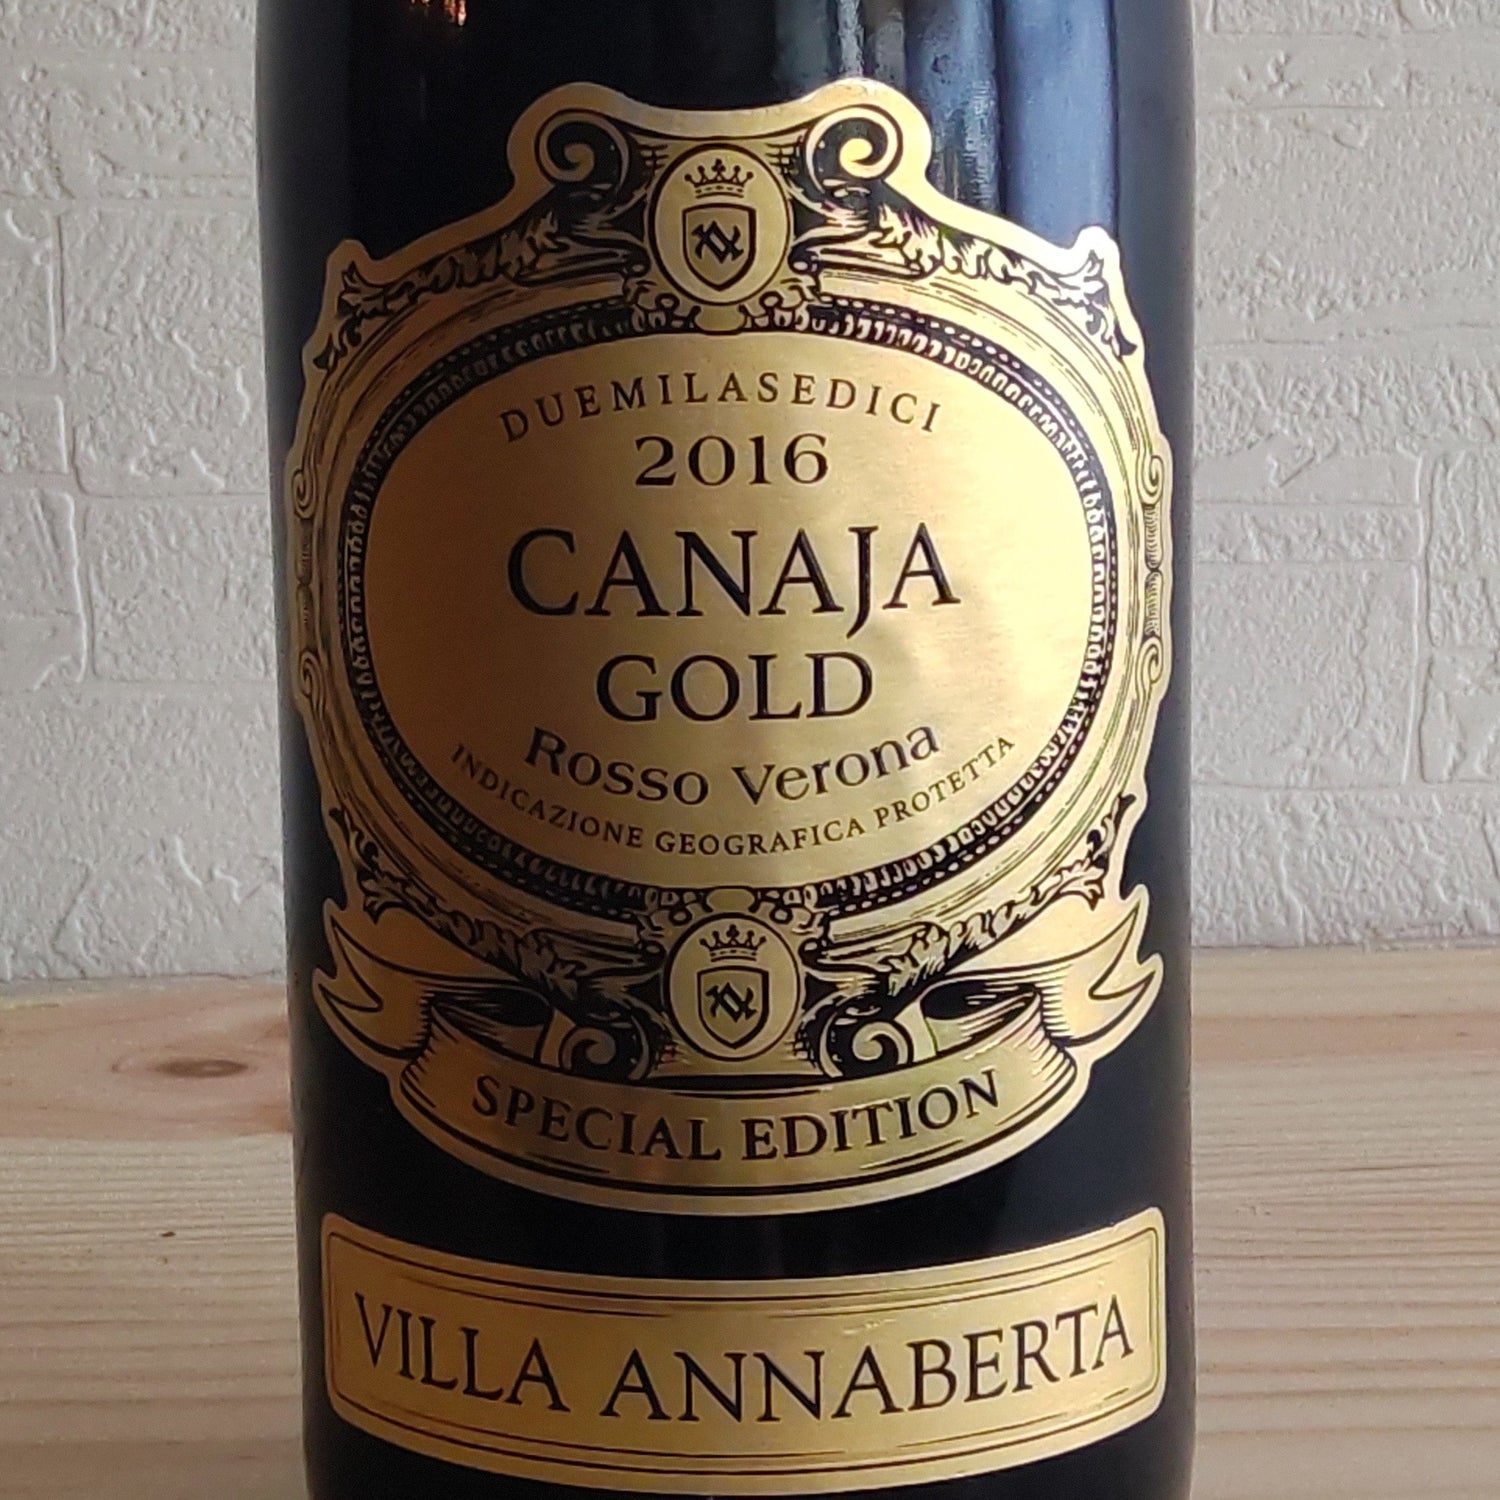 DUEMILASEDICI
2016
CANAJA
GOLD
Rosso Verona
INDICAZIONE GEOGRAFICA PROTETTA
SPECIAL EDITION
VILLA ANNABERTA